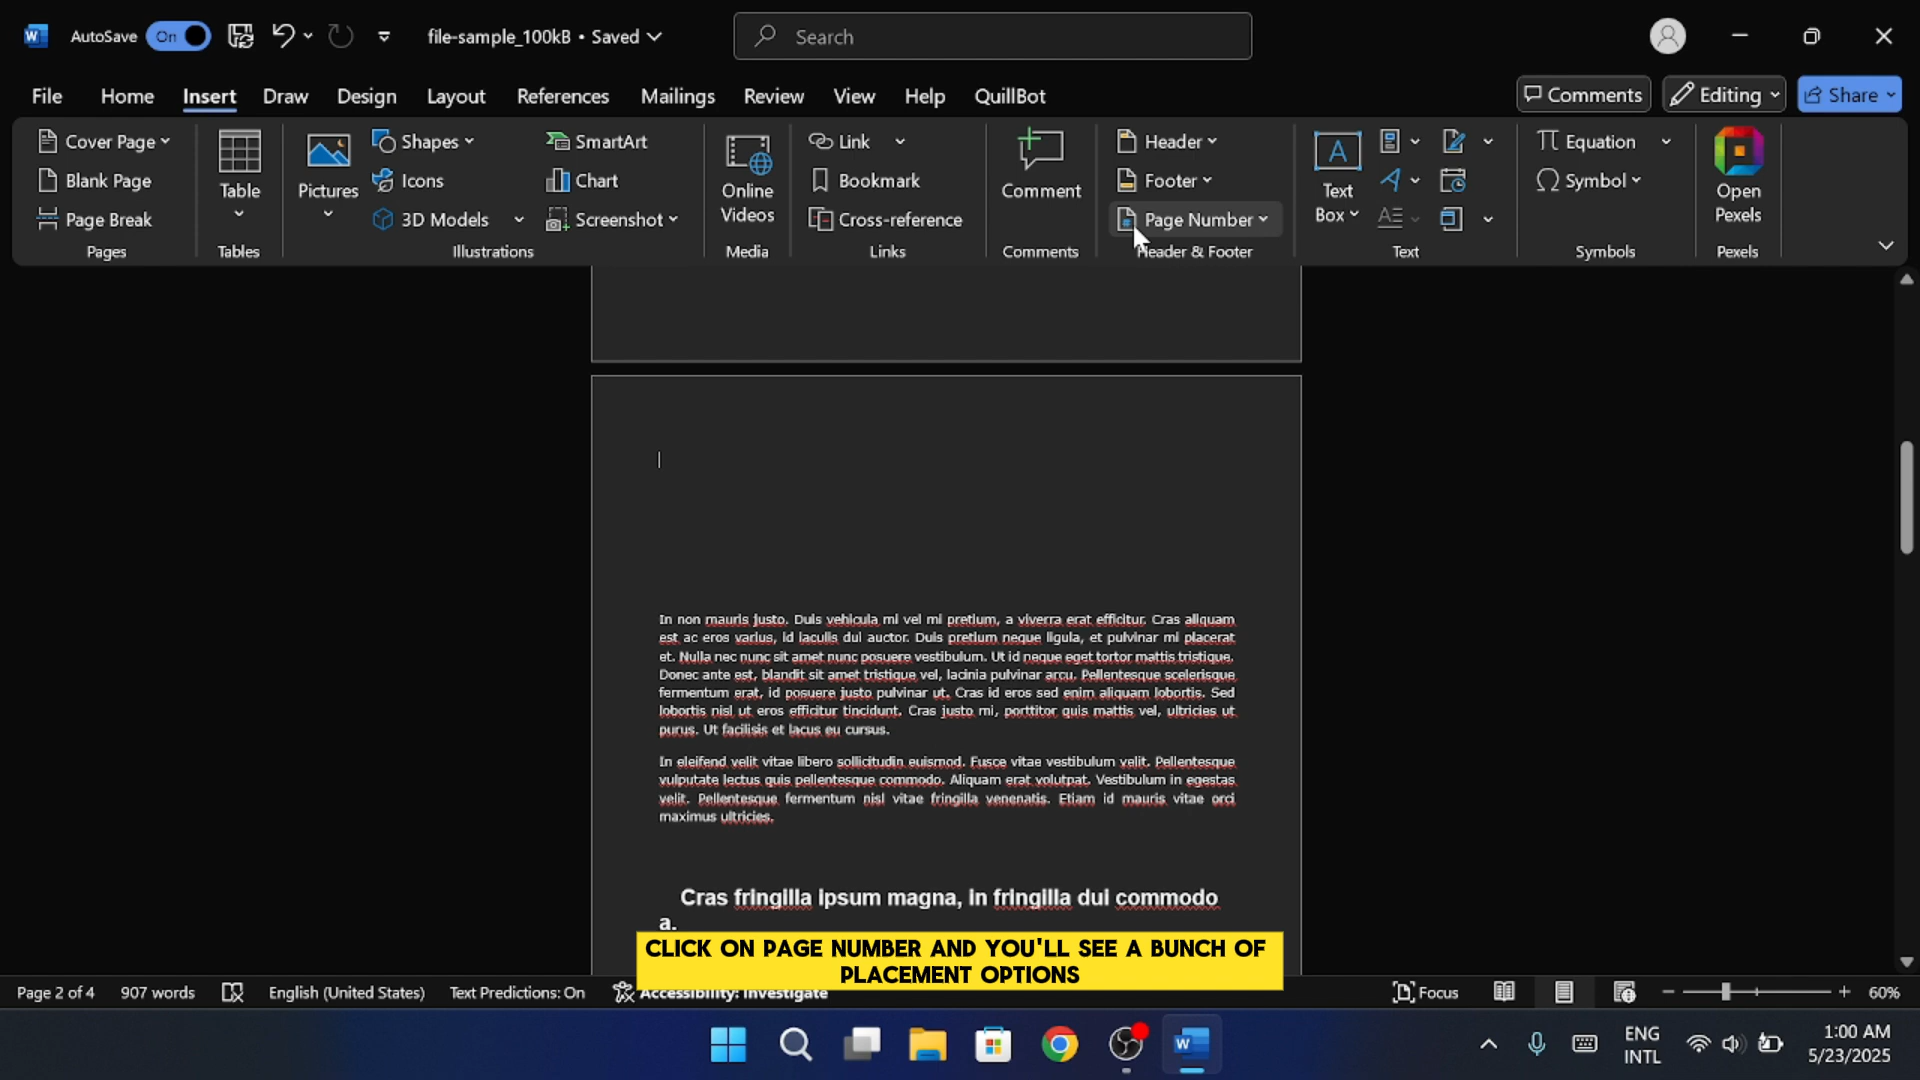 AutoSave On file-sample_100kB • Saved Search
File Home Insert Draw Design Layout References Mailings Review View Help QuillBot Comments Editing Share
Cover Page
Blank Page
Page Break
Pages
Table
Tables
Pictures
Shapes
Icons
3D Models
SmartArt
Chart
Screenshot
Illustrations
Online
Videos
Media
Link
Bookmark
Cross-reference
Links
Comment
Comments
Header
Footer
Page Number
Header & Footer
Text
Box
Text
Equation
Symbol
Symbols
Open
Pexels
Pexels
In non mauris justo. Duis vehicula mi vel mi pretium, a viverra erat efficitur. Cras aliquam
est ac eros varius, id iaculis dui auctor. Duis pretium neque ligula, et pulvinar mi placerat
et. Nulla nec nunc sit amet nunc posuere vestibulum. Ut id neque eget tortor mattis tristique.
Donec ante est, blandit sit amet tristique vel, lacinia pulvinar arcu. Pellentesque scelerisque
fermentum erat, id posuere justo pulvinar ut. Cras id eros sed enim aliquam lobortis. Sed
lobortis nisl ut eros efficitur tincidunt. Cras justo mi, porttitor quis mattis vel, ultricies ut
purus. Ut facilisis et lacus eu cursus.
In eleifend velit vitae libero sollicitudin euismod. Fusce vitae vestibulum velit. Pellentesque
vulputate lectus quis pellentesque commodo. Aliquam erat volutpat. Vestibulum in egestas
velit. Pellentesque fermentum nisl vitae fringilla venenatis. Etiam id mauris vitae orci
maximus ultricies.
Cras fringilla ipsum magna, in fringilla dui commodo
a.
CLICK ON PAGE NUMBER AND YOU'LL SEE A BUNCH OF
PLACEMENT OPTIONS
Page 2 of 4 907 words English (United States) Text Predictions: On Accessibility: Investigate Focus 60%
ENG
INTL
1:00 AM
5/23/2025